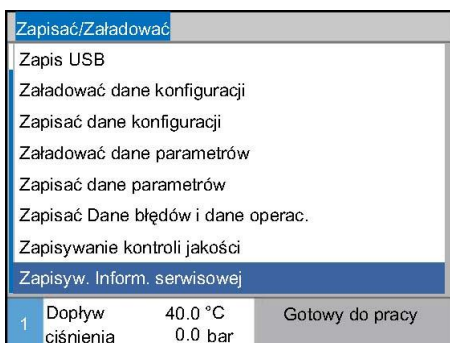 Zapisać/Załadować
Zapis USB
Załadować dane konfiguracji
Zapisać dane konfiguracji
Załadować dane parametrów
Zapisać dane parametrów
Zapisać Dane błędów i dane operac.
Zapisywanie kontroli jakości
Zapisyw. Inform. serwisowej
1 Dopływ 40.0 °C Gotowy do pracy
ciśnienia 0.0 bar